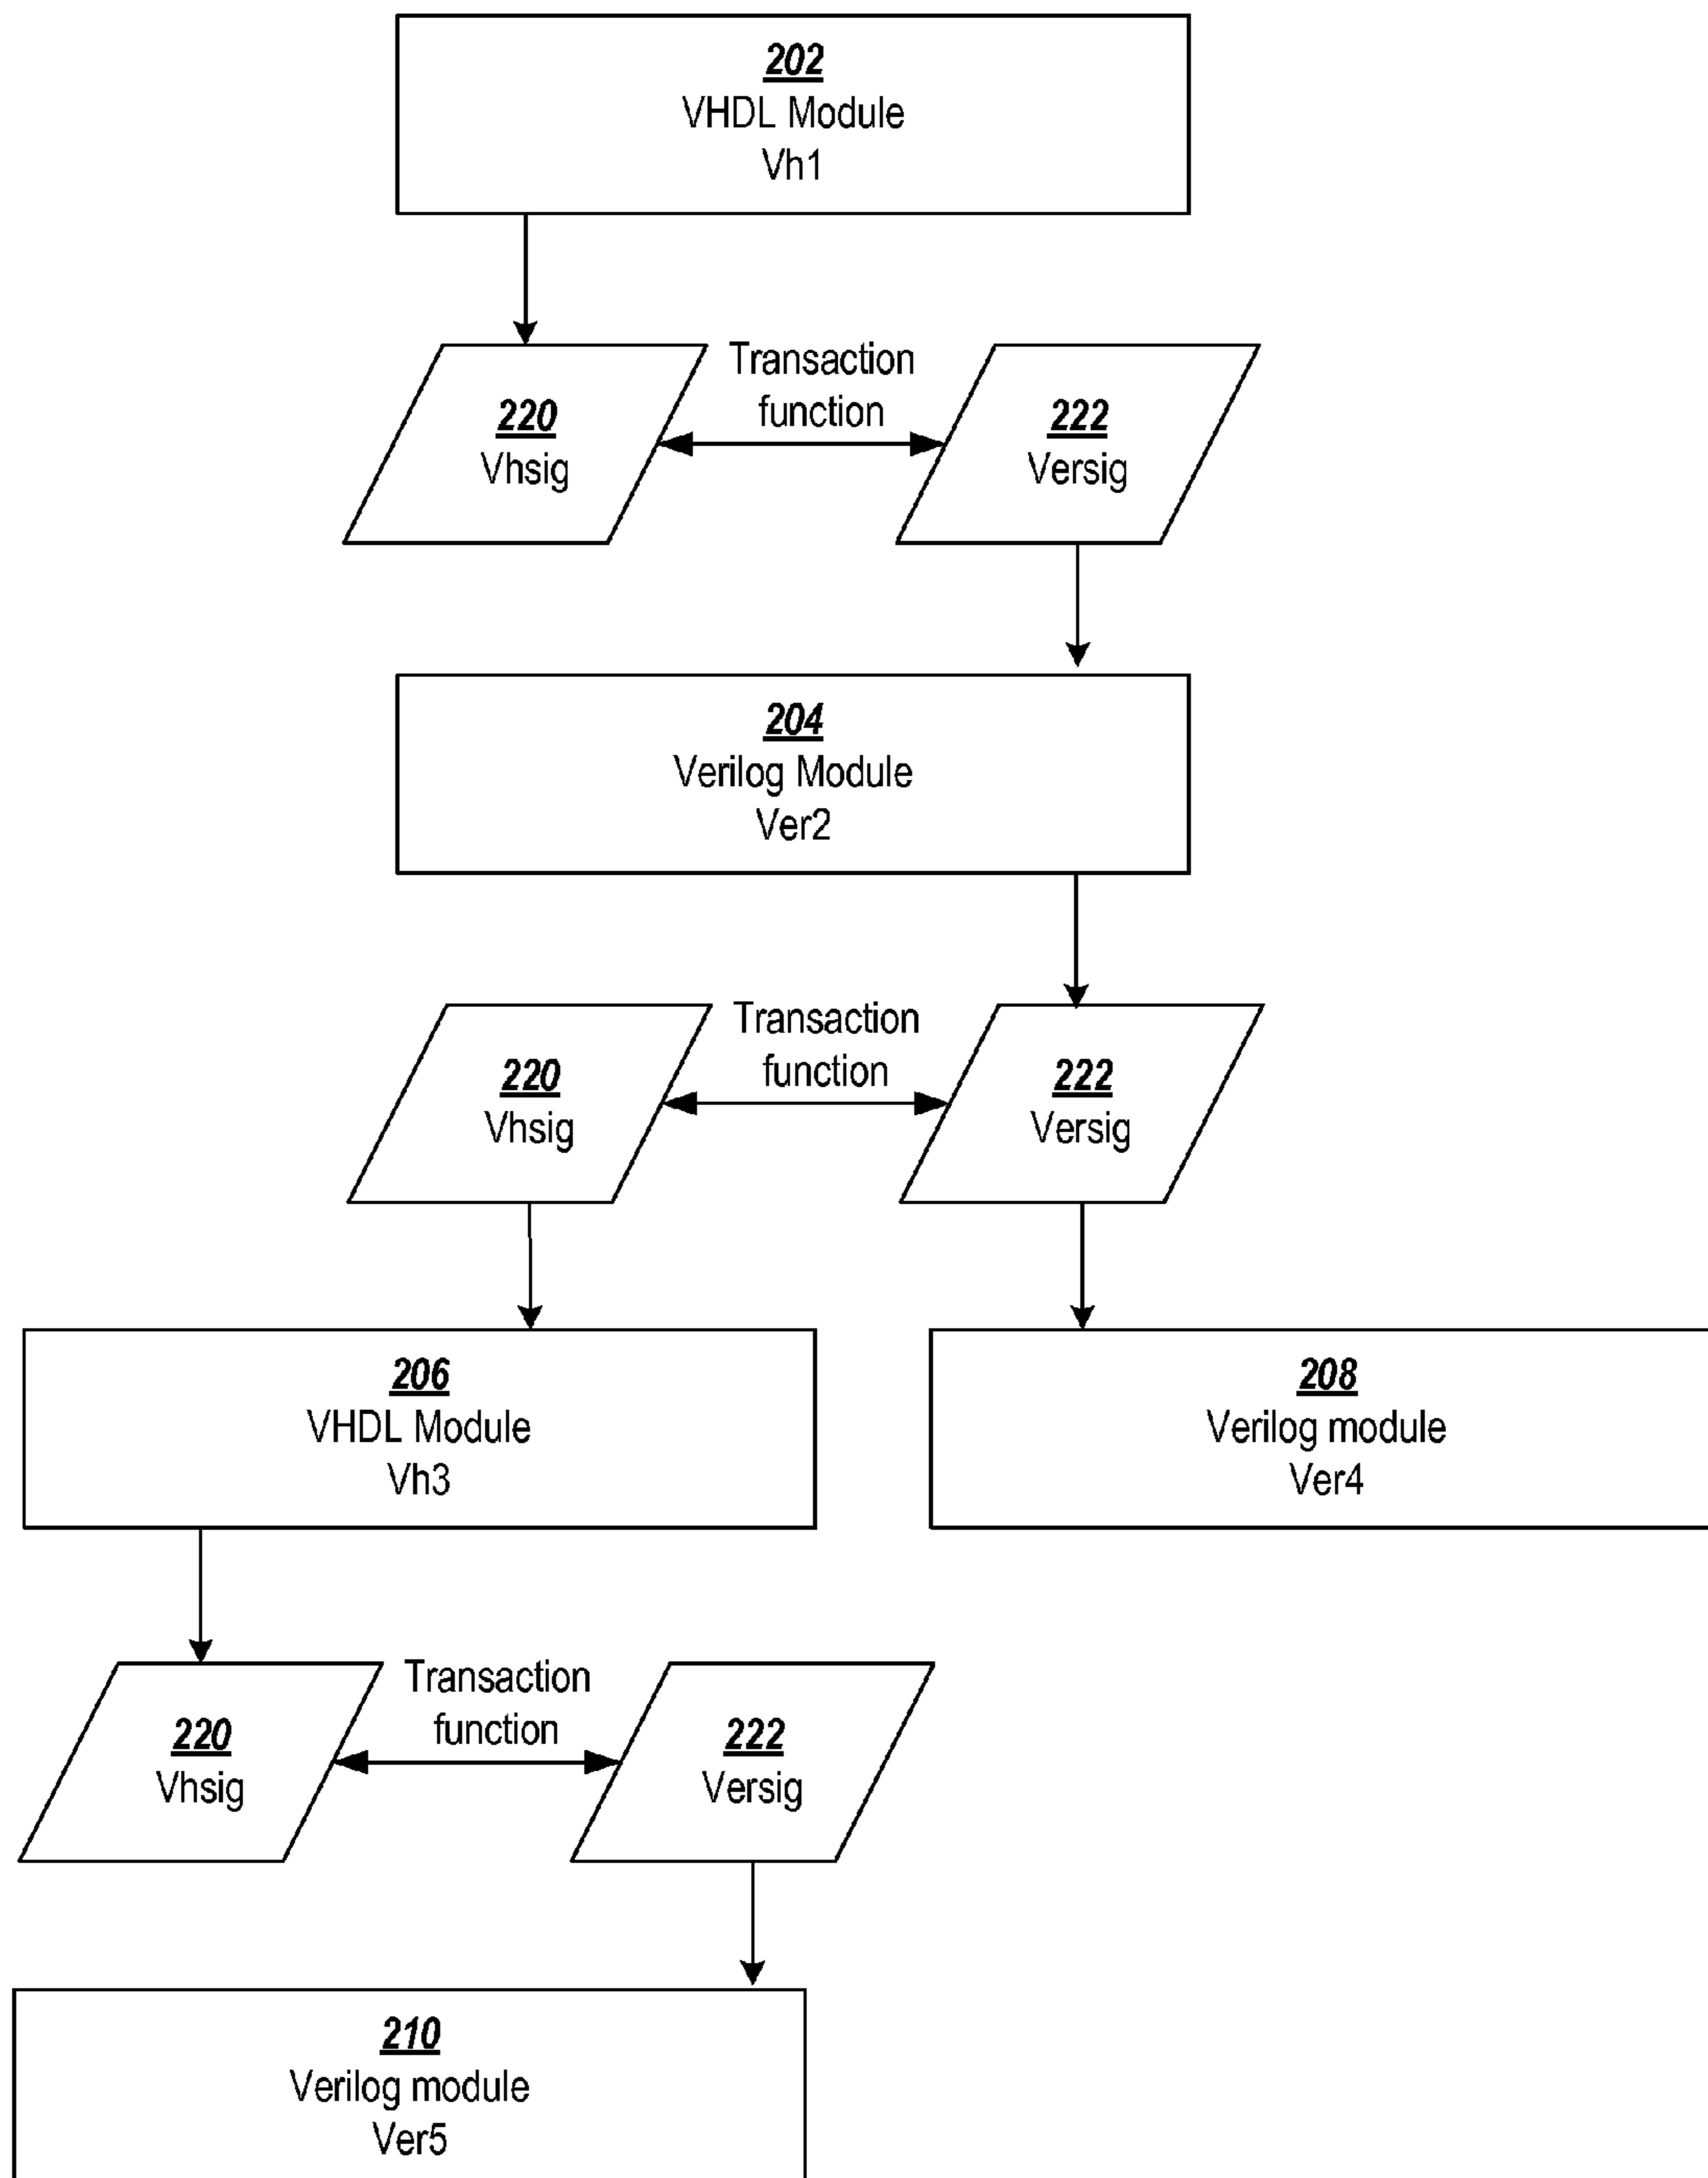 202
VHDL Module
Vh1
Transaction
function
220
Vhsig
222
Versig
204
Verilog Module
Ver2
Transaction
function
220
Vhsig
222
Versig
206
VHDL Module
Vh3
208
Verilog module
Ver4
Transaction
function
220
Vhsig
222
Versig
210
Verilog module
Ver5